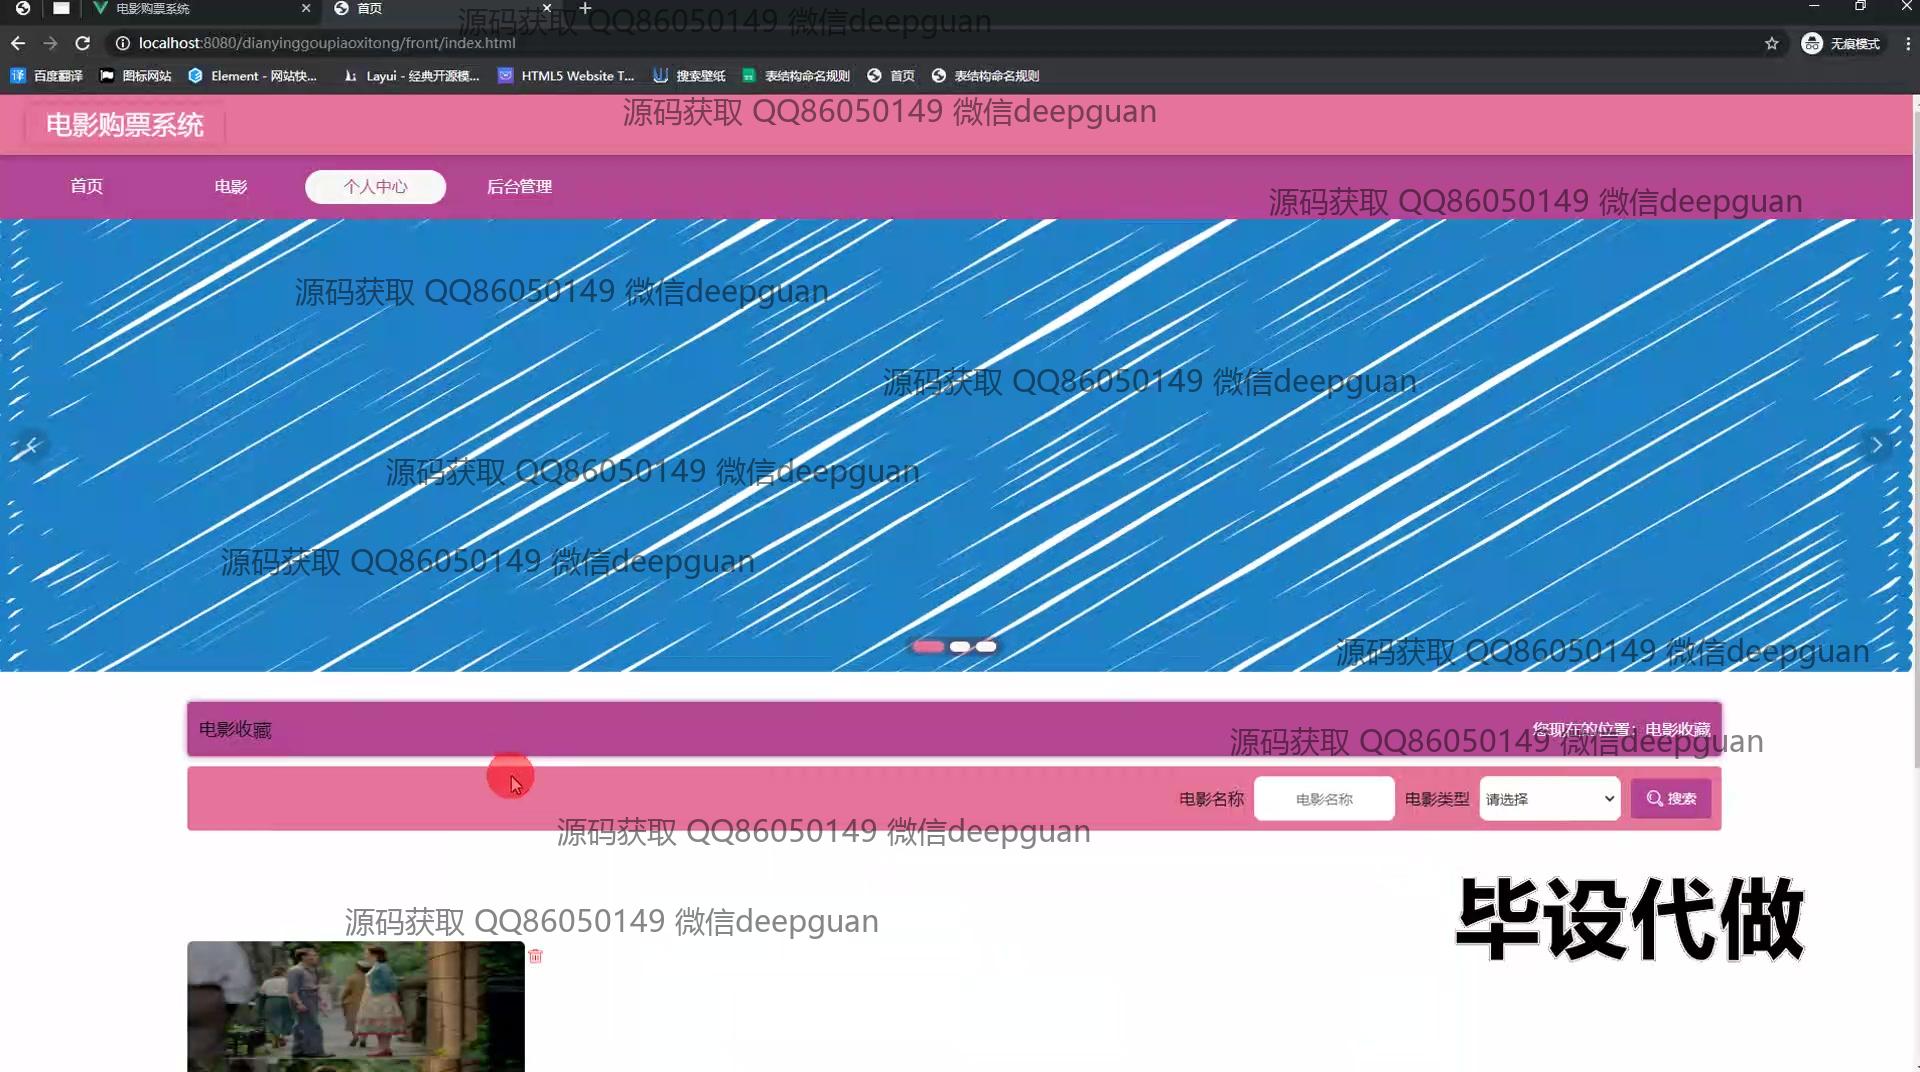 电影购票系统
首页
源码获取 QQ86050149 微信deepguan
localhost:8080/dianyinggoupiaoxitong/front/index.html
无痕模式
百度翻译
图标网站
Element - 网站快...
Layui - 经典开源模...
HTML5 Website T...
搜索壁纸
表结构命名规则
首页
表结构命名规则
电影购票系统
源码获取 QQ86050149 微信deepguan
首页
电影
个人中心
后台管理
源码获取 QQ86050149 微信deepguan
源码获取 QQ86050149 微信deepguan
源码获取 QQ86050149 微信deepguan
源码获取 QQ86050149 微信deepguan
源码获取 QQ86050149 微信deepguan
源码获取 QQ86050149 微信deepguan
电影收藏
您现在的位置: 电影收藏
源码获取 QQ86050149 微信deepguan
电影名称
电影名称
电影类型
请选择
搜索
源码获取 QQ86050149 微信deepguan
毕设代做
源码获取 QQ86050149 微信deepguan